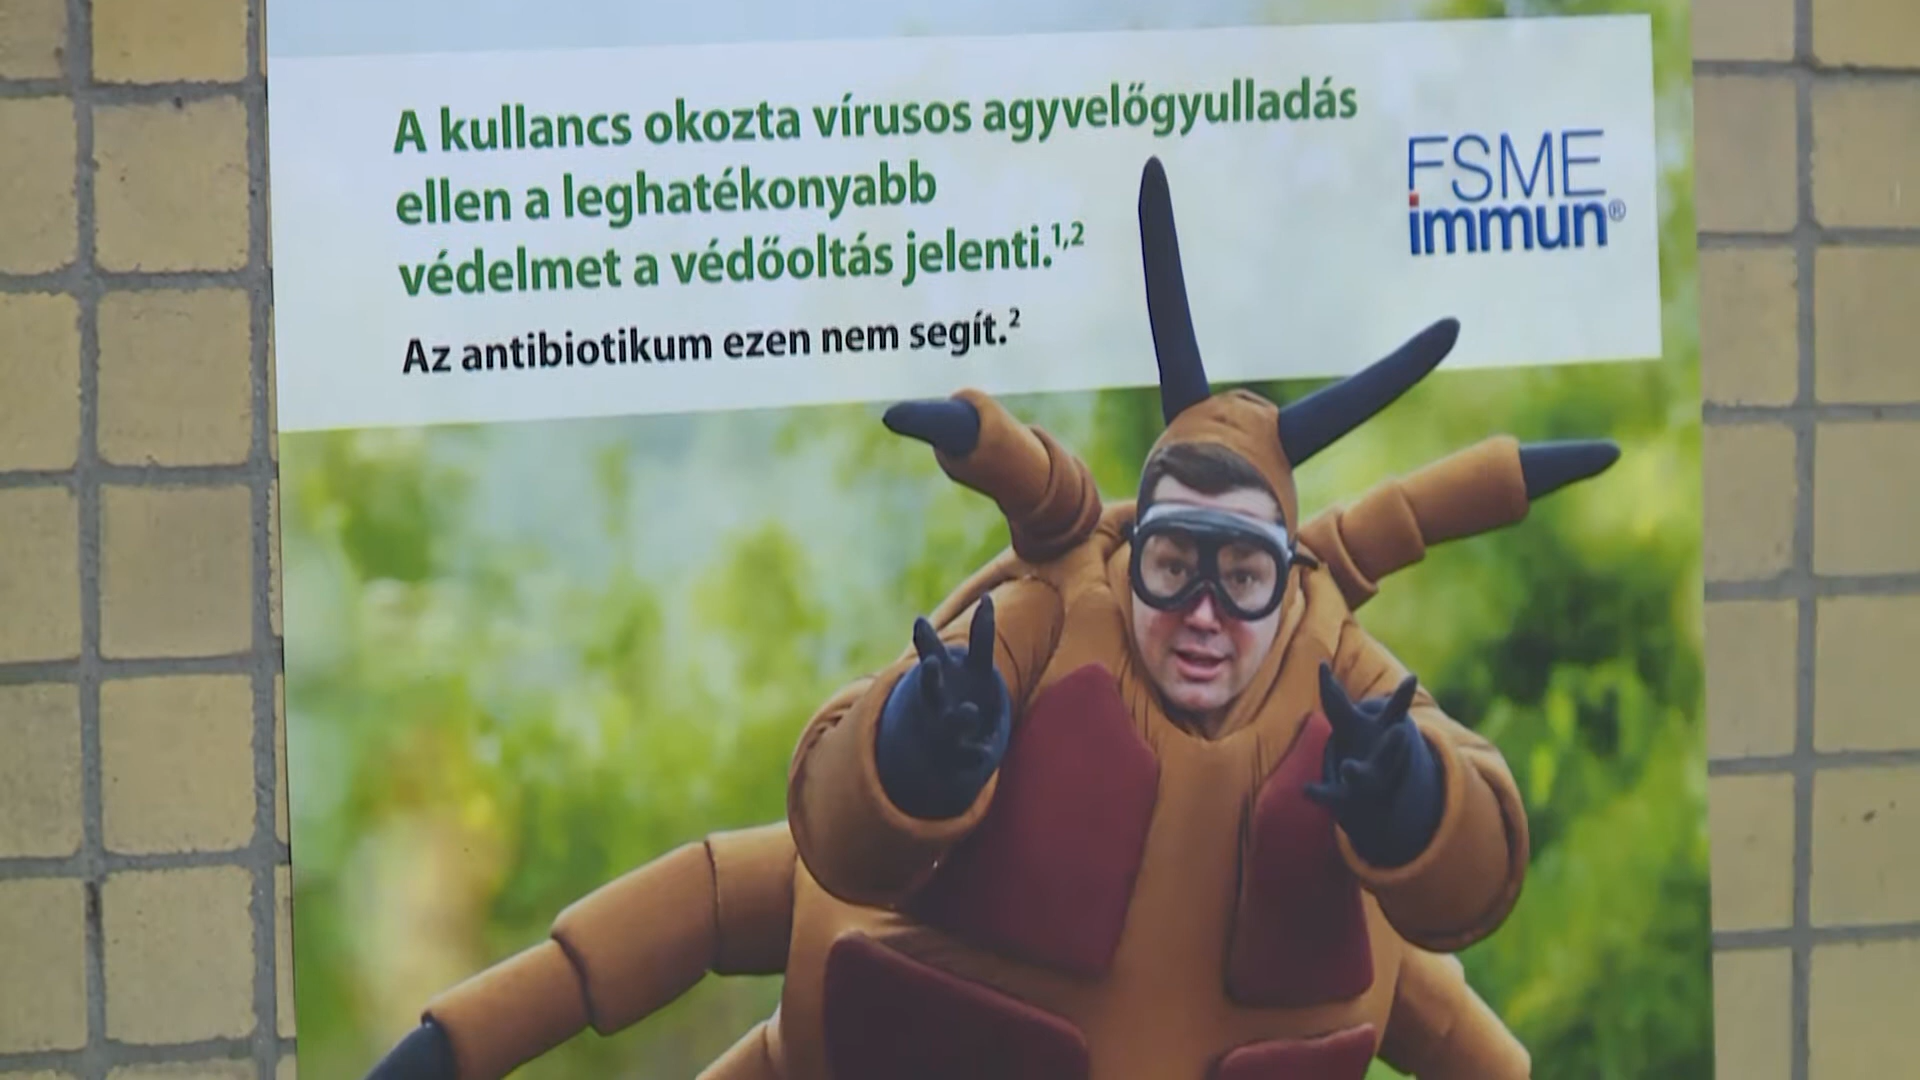 A kullancs okozta vírusos agyvelőgyulladás
ellen a leghatékonyabb
védelmet a védőoltás jelenti.1,2
Az antibiotikum ezen nem segít.2
FSME
immun®